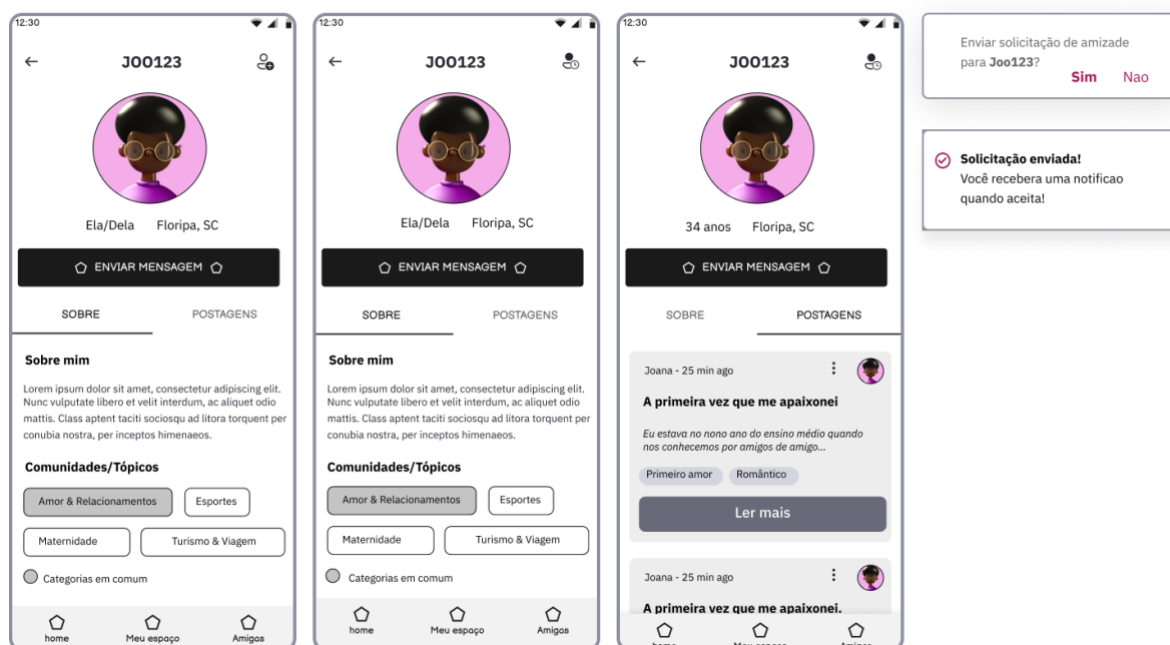 12:30
JOO123
Ela/Dela Floripa, SC
ENVIAR MENSAGEM
SOBRE POSTAGENS
Sobre mim
Lorem ipsum dolor sit amet, consectetur adipiscing elit.
Nunc vulputate libero et velit interdum, ac aliquet odio
mattis. Class aptent taciti sociosqu ad litora torquent per
conubia nostra, per inceptos himenaeos.
Comunidades/Tópicos
Amor & Relacionamentos Esportes
Maternidade Turismo & Viagem
Categorias em comum
home Meu espaço Amigas
12:30
JOO123
Ela/Dela Floripa, SC
ENVIAR MENSAGEM
SOBRE POSTAGENS
Sobre mim
Lorem ipsum dolor sit amet, consectetur adipiscing elit.
Nunc vulputate libero et velit interdum, ac aliquet odio
mattis. Class aptent taciti sociosqu ad litora torquent per
conubia nostra, per inceptos himenaeos.
Comunidades/Tópicos
Amor & Relacionamentos Esportes
Maternidade Turismo & Viagem
Categorias em comum
home Meu espaço Amigas
12:30
JOO123
34 anos Floripa, SC
ENVIAR MENSAGEM
SOBRE POSTAGENS
Joana - 25 min ago
A primeira vez que me apaixonei
Eu estava no nono ano do ensino médio quando
nos conhecemos por amigos de amigo...
Primeiro amor Romântico
Ler mais
Joana - 25 min ago
A primeira vez que me apaixonei.
home Meu espaço Amigas
Enviar solicitação de amizade
para Joo123?
Sim Nao
Solicitação enviada!
Você recebera uma notificao
quando aceita!